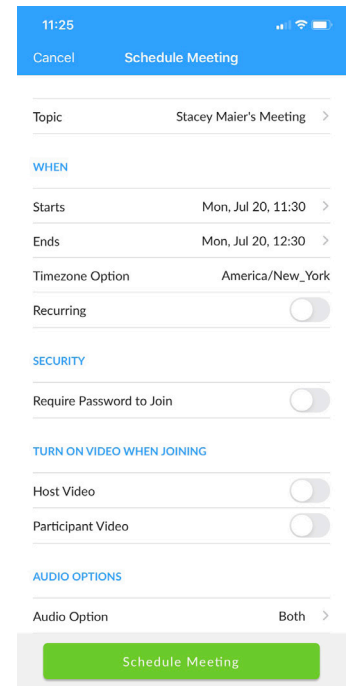 11:25
Cancel Schedule Meeting
Topic Stacey Maier's Meeting
WHEN
Starts Mon, Jul 20, 11:30
Ends Mon, Jul 20, 12:30
Timezone Option America/New_York
Recurring
SECURITY
Require Password to Join
TURN ON VIDEO WHEN JOINING
Host Video
Participant Video
AUDIO OPTIONS
Audio Option Both
Schedule Meeting